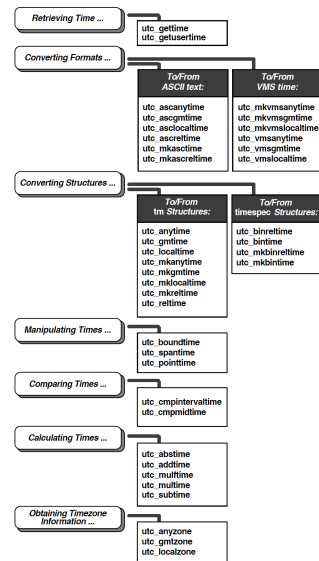 Retrieving Time ...
utc_gettime
utc_getusertime
Converting Formats ...
To/From
ASCII text:
utc_ascanytime
utc_ascgmtime
utc_asclocaltime
utc_ascreltime
utc_mkasctime
utc_mkascreltime
To/From
VMS time:
utc_mkvmsanytime
utc_mkvmsgmtime
utc_mkvmslocaltime
utc_vmsanytime
utc_vmsgmtime
utc_vmslocaltime
Converting Structures ...
To/From
tm Structures:
utc_anytime
utc_gmtime
utc_localtime
utc_mkanytime
utc_mkgmtime
utc_mklocaltime
utc_mkreltime
utc_reltime
To/From
timespec Structures:
utc_binreltime
utc_bintime
utc_mkbinreltime
utc_mkbintime
Manipulating Times ...
utc_boundtime
utc_spantime
utc_pointtime
Comparing Times ...
utc_cmpintervaltime
utc_cmpmidtime
Calculating Times ...
utc_abstime
utc_addtime
utc_mulftime
utc_multime
utc_subtime
Obtaining Timezone
Information ...
utc_anyzone
utc_gmtzone
utc_localzone